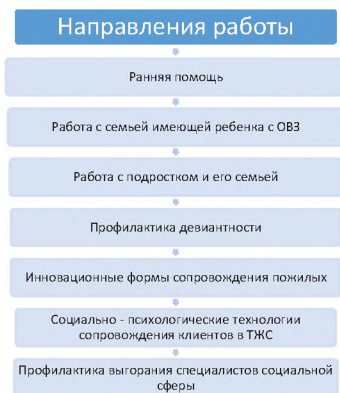 Направления работы
Ранняя помощь
Работа с семьей имеющей ребенка с ОВЗ
Работа с подростком и его семьей
Профилактика девиантности
Инновационные формы сопровождения пожилых
Социально - психологические технологии
сопровождения клиентов в ТЖС
Профилактика выгорания специалистов социальной
сферы